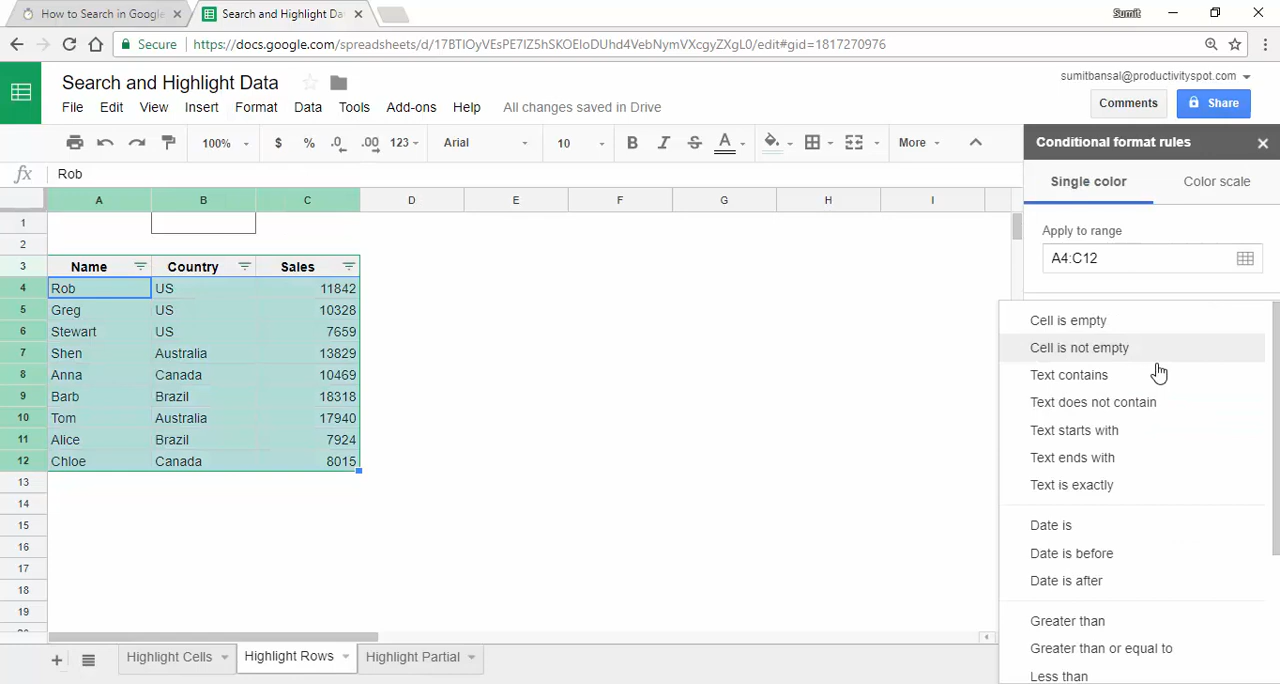 How to Search in Google
Search and Highlight Da
Sumit
Secure
https://docs.google.com/spreadsheets/d/17BTIOyVEsPE7IZ5hSKOEIoDUhd4VebNymVXcgyZXgL0/edit#gid=1817270976
Search and Highlight Data
sumitbansal@productivityspot.com
File Edit View Insert Format Data Tools Add-ons Help All changes saved in Drive
Comments
Share
100% $ % .0 .00 123 Arial 10 B I S A More
Conditional format rules
fx Rob
Single color Color scale
A B C D E F G H I
1
Apply to range
2
A4:C12
3 Name Country Sales
4 Rob US 11842
5 Greg US 10328
6 Stewart US 7659
7 Shen Australia 13829
8 Anna Canada 10469
9 Barb Brazil 18318
10 Tom Australia 17940
11 Alice Brazil 7924
12 Chloe Canada 8015
13
14
15
16
17
18
19
Cell is empty
Cell is not empty
Text contains
Text does not contain
Text starts with
Text ends with
Text is exactly
Date is
Date is before
Date is after
Greater than
Greater than or equal to
Less than
Highlight Cells
Highlight Rows
Highlight Partial